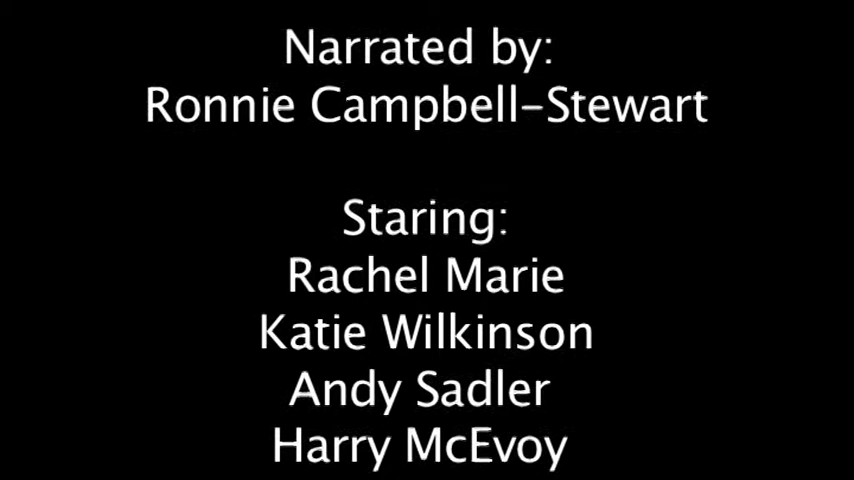 Narrated by:
Ronnie Campbell-Stewart
Staring:
Rachel Marie
Katie Wilkinson
Andy Sadler
Harry McEvoy